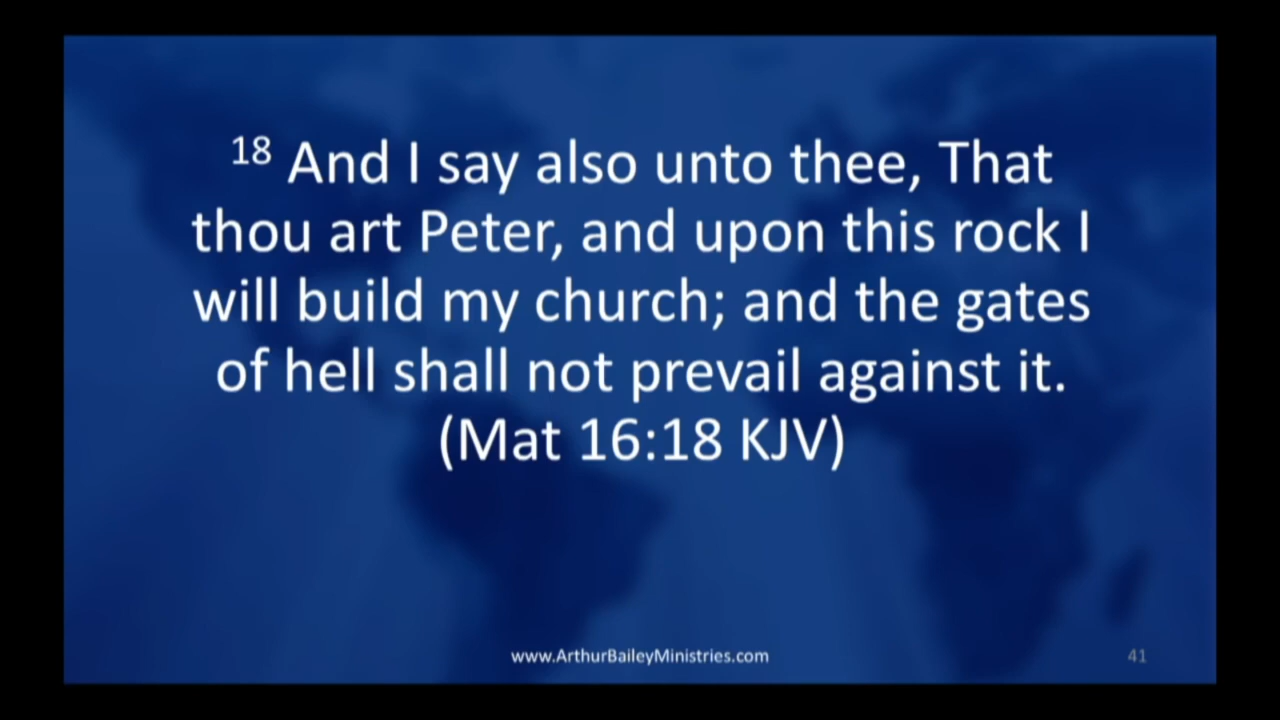 18 And I say also unto thee, That
thou art Peter, and upon this rock I
will build my church; and the gates
of hell shall not prevail against it.
(Mat 16:18 KJV)
www.ArthurBaileyMinistries.com
41